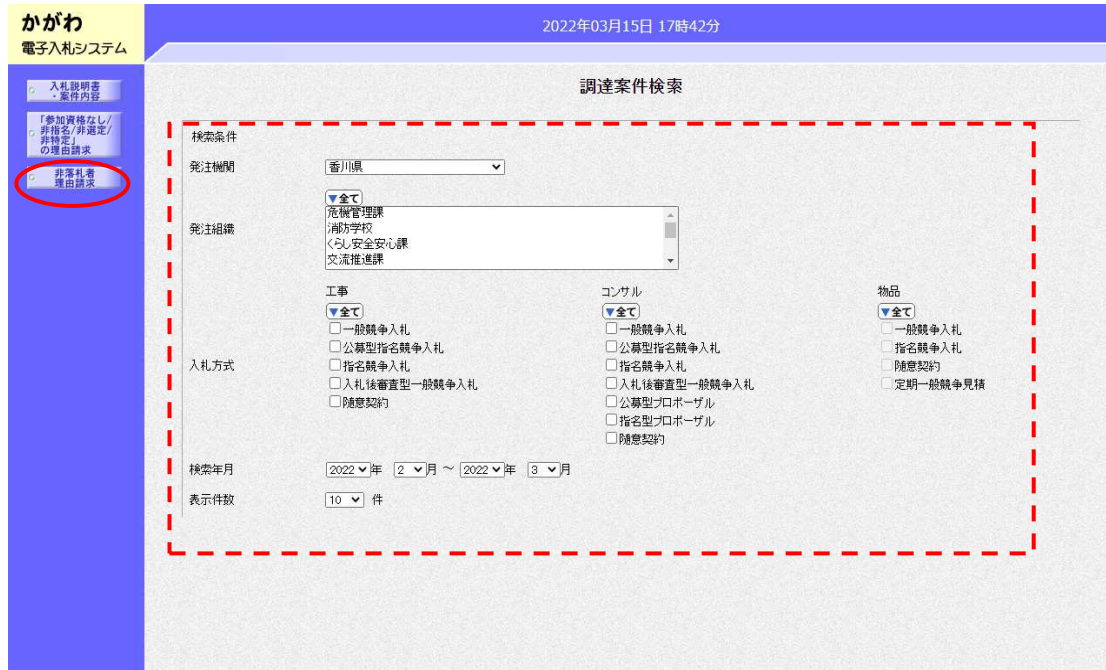 かがわ
電子入札システム
2022年03月15日 17時42分
入札説明書
・案件内容
「参加資格なし/
非指名/非選定/
非特定」
の理由請求
非落札者
理由請求
調達案件検索
検索条件
発注機関
香川県
▼全て
発注組織
危機管理課
消防学校
くらし安全安心課
交流推進課
入札方式
工事
▼全て
一般競争入札
公募型指名競争入札
指名競争入札
入札後審査型一般競争入札
随意契約
コンサル
▼全て
一般競争入札
公募型指名競争入札
指名競争入札
入札後審査型一般競争入札
公募型プロポーザル
指名型プロポーザル
随意契約
物品
▼全て
一般競争入札
指名競争入札
随意契約
定期一般競争見積
検索年月
2022年 2月 ～ 2022年 3月
表示件数
10 件